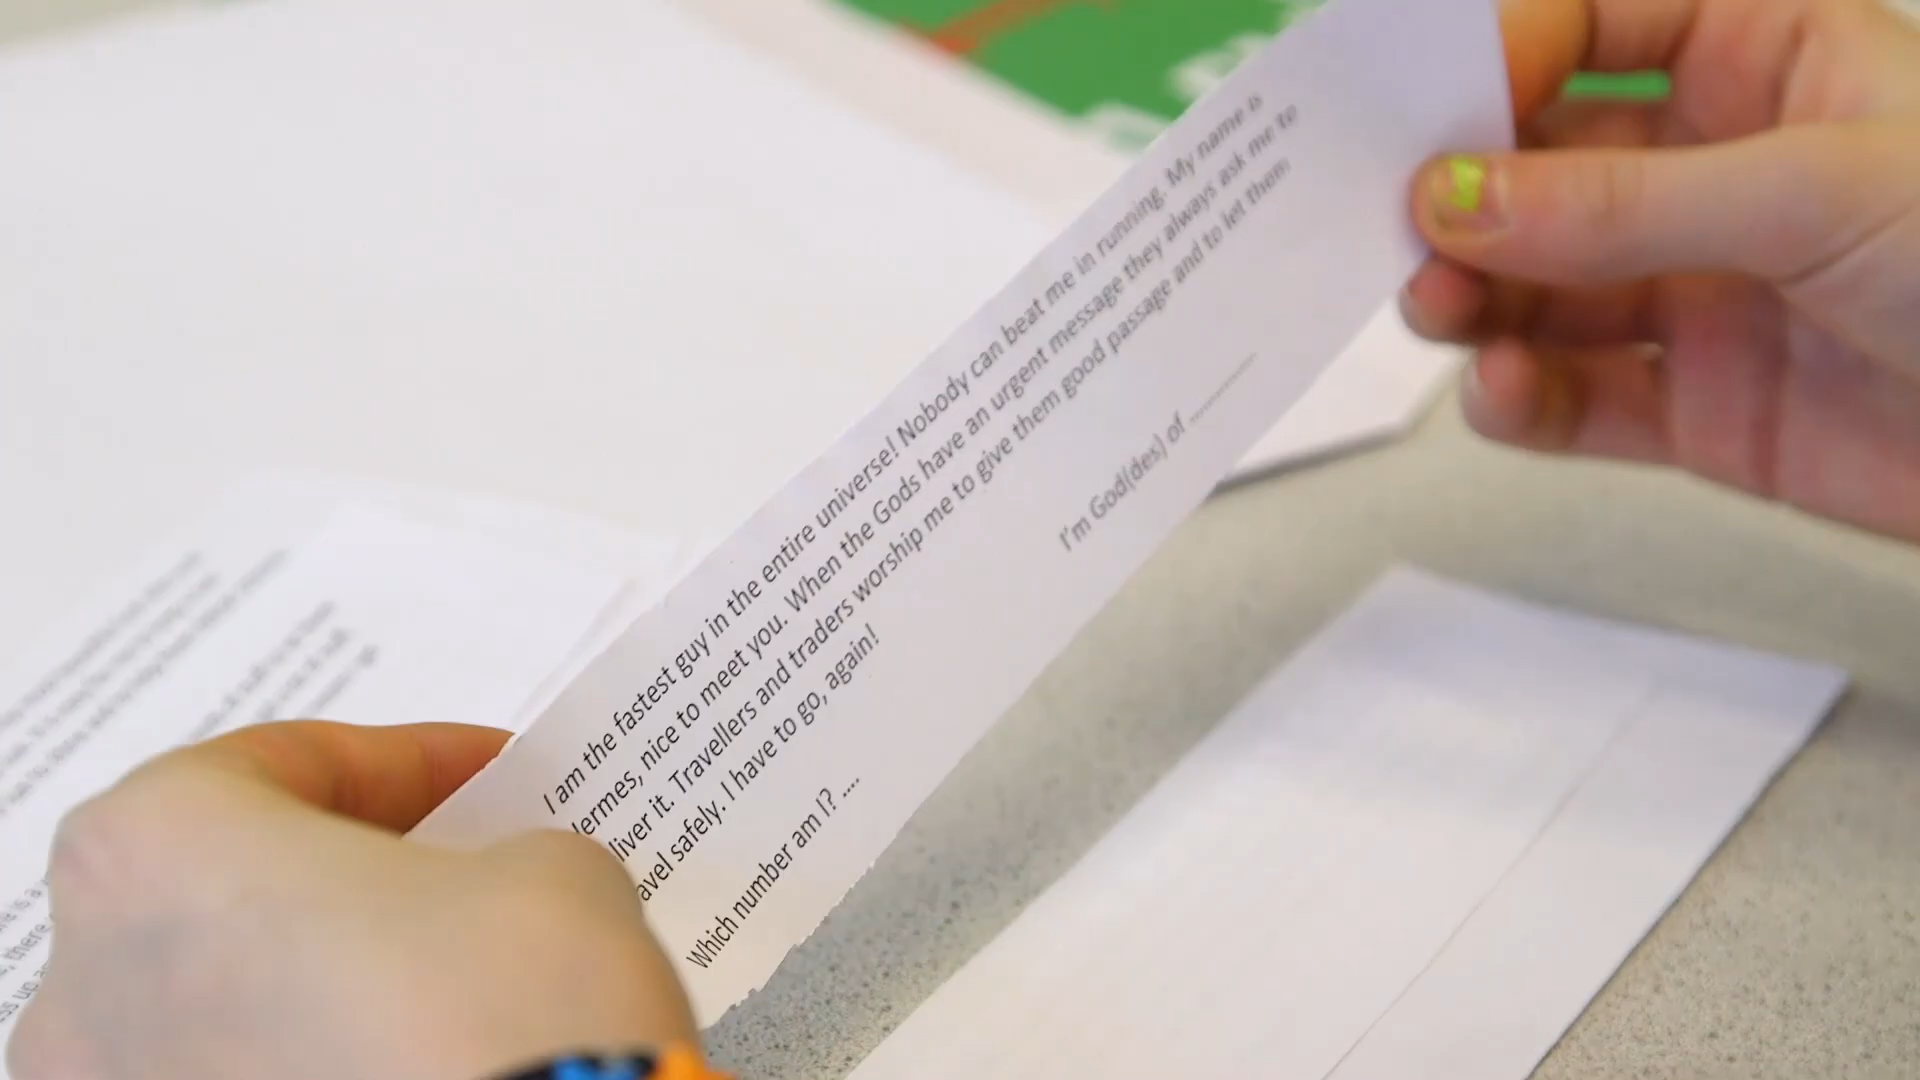 I am the fastest guy in the entire universe! Nobody can beat me in running. My name is
lermes, nice to meet you. When the Gods have an urgent message they always ask me to
liver it. Travellers and traders worship me to give them good passage and to let them
avel safely. I have to go, again!
Which number am I? ....
I'm God(des) of ............